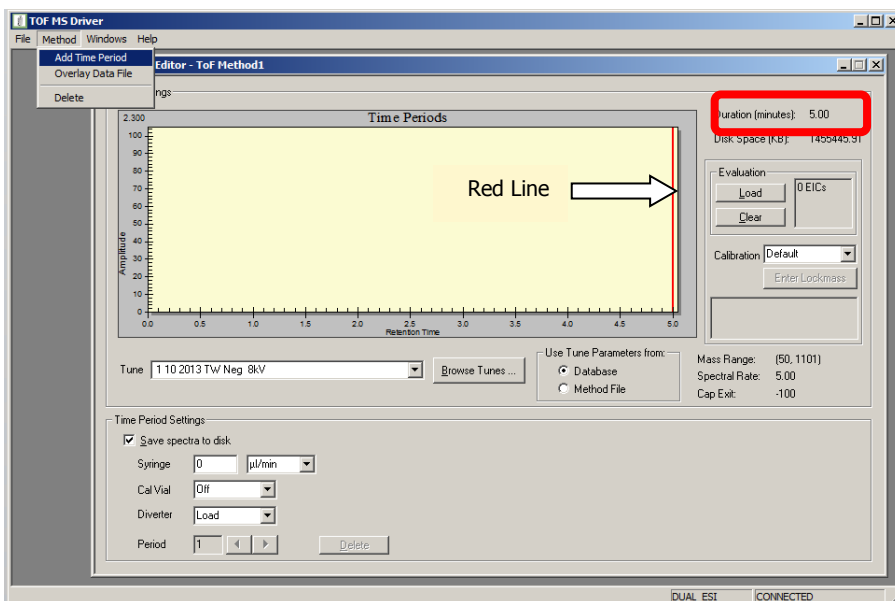 TOF MS Driver
File Method Windows Help
Add Time Period
Overlay Data File
Delete
Editor - ToF Method1
ngs
2.300
Time Periods
Duration (minutes): 5.00
Disk Space (KB): 1455445.91
100
90
80
70
60
50
40
30
20
10
0
Amplitude
0.0 0.5 1.0 1.5 2.0 2.5 3.0 3.5 4.0 4.5 5.0
Retention Time
Red Line
Evaluation
Load
Clear
0 EICs
Calibration Default
Enter Lockmass
Tune 1 10 2013 TW Neg 8kV
Browse Tunes ...
Use Tune Parameters from:
Database
Method File
Mass Range: (50, 1101)
Spectral Rate: 5.00
Cap Exit: -100
Time Period Settings
Save spectra to disk
Syringe 0 µl/min
Cal Vial Off
Diverter Load
Period 1
Delete
DUAL ESI CONNECTED